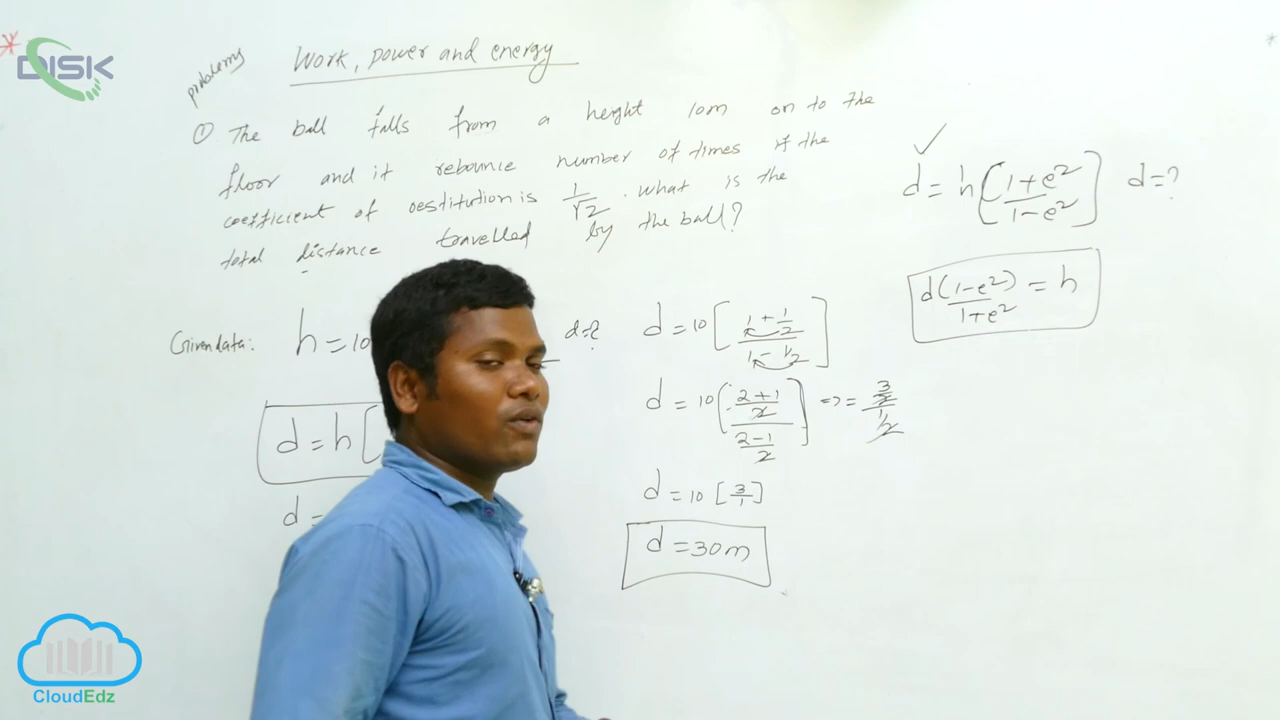 DISK
problems
Work, power and energy
① The ball falls from a height 10m on to the
floor and it rebounce number of times if the
coefficient of restitution is 1/√2 . What is the
total distance travelled by the ball?
Given data: h = 10 d=?
d = h [
d =
d = 10 [ (1 + 1/2) / (1 - 1/2) ]
d = 10 ( (2+1)/2 / (2-1)/2 ) => = 3/2 / 1/2
d = 10 [ 3/1 ]
d = 30m
d = h [ (1+e²) / (1-e²) ] d = ?
d(1-e²) / 1+e² = h
CloudEdz